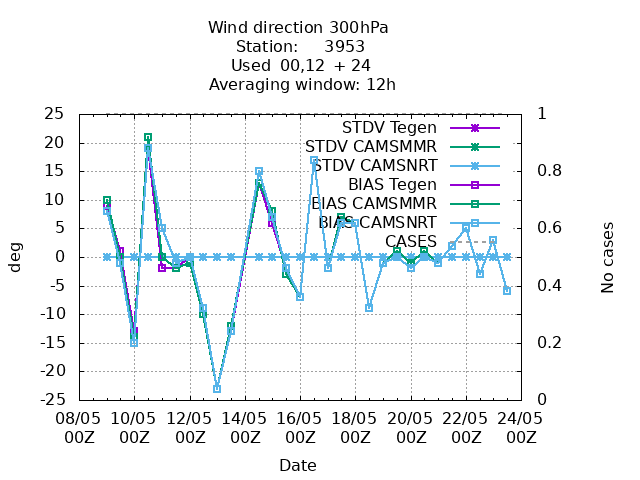 Wind direction 300hPa
Station: 3953
Used 00,12 + 24
Averaging window: 12h
25 1
STDV Tegen
20 STDV CAMSMMR
15 STDV CAMSNRT 0.8
10 BIAS Tegen
5 BIAS CAMSMMR 0.6
BIAS CAMSNRT
CASES
0
-5 0.4
-10
-15 0.2
-20
-25 0
deg
No cases
08/05 10/05 12/05 14/05 16/05 18/05 20/05 22/05 24/05
00Z 00Z 00Z 00Z 00Z 00Z 00Z 00Z 00Z
Date